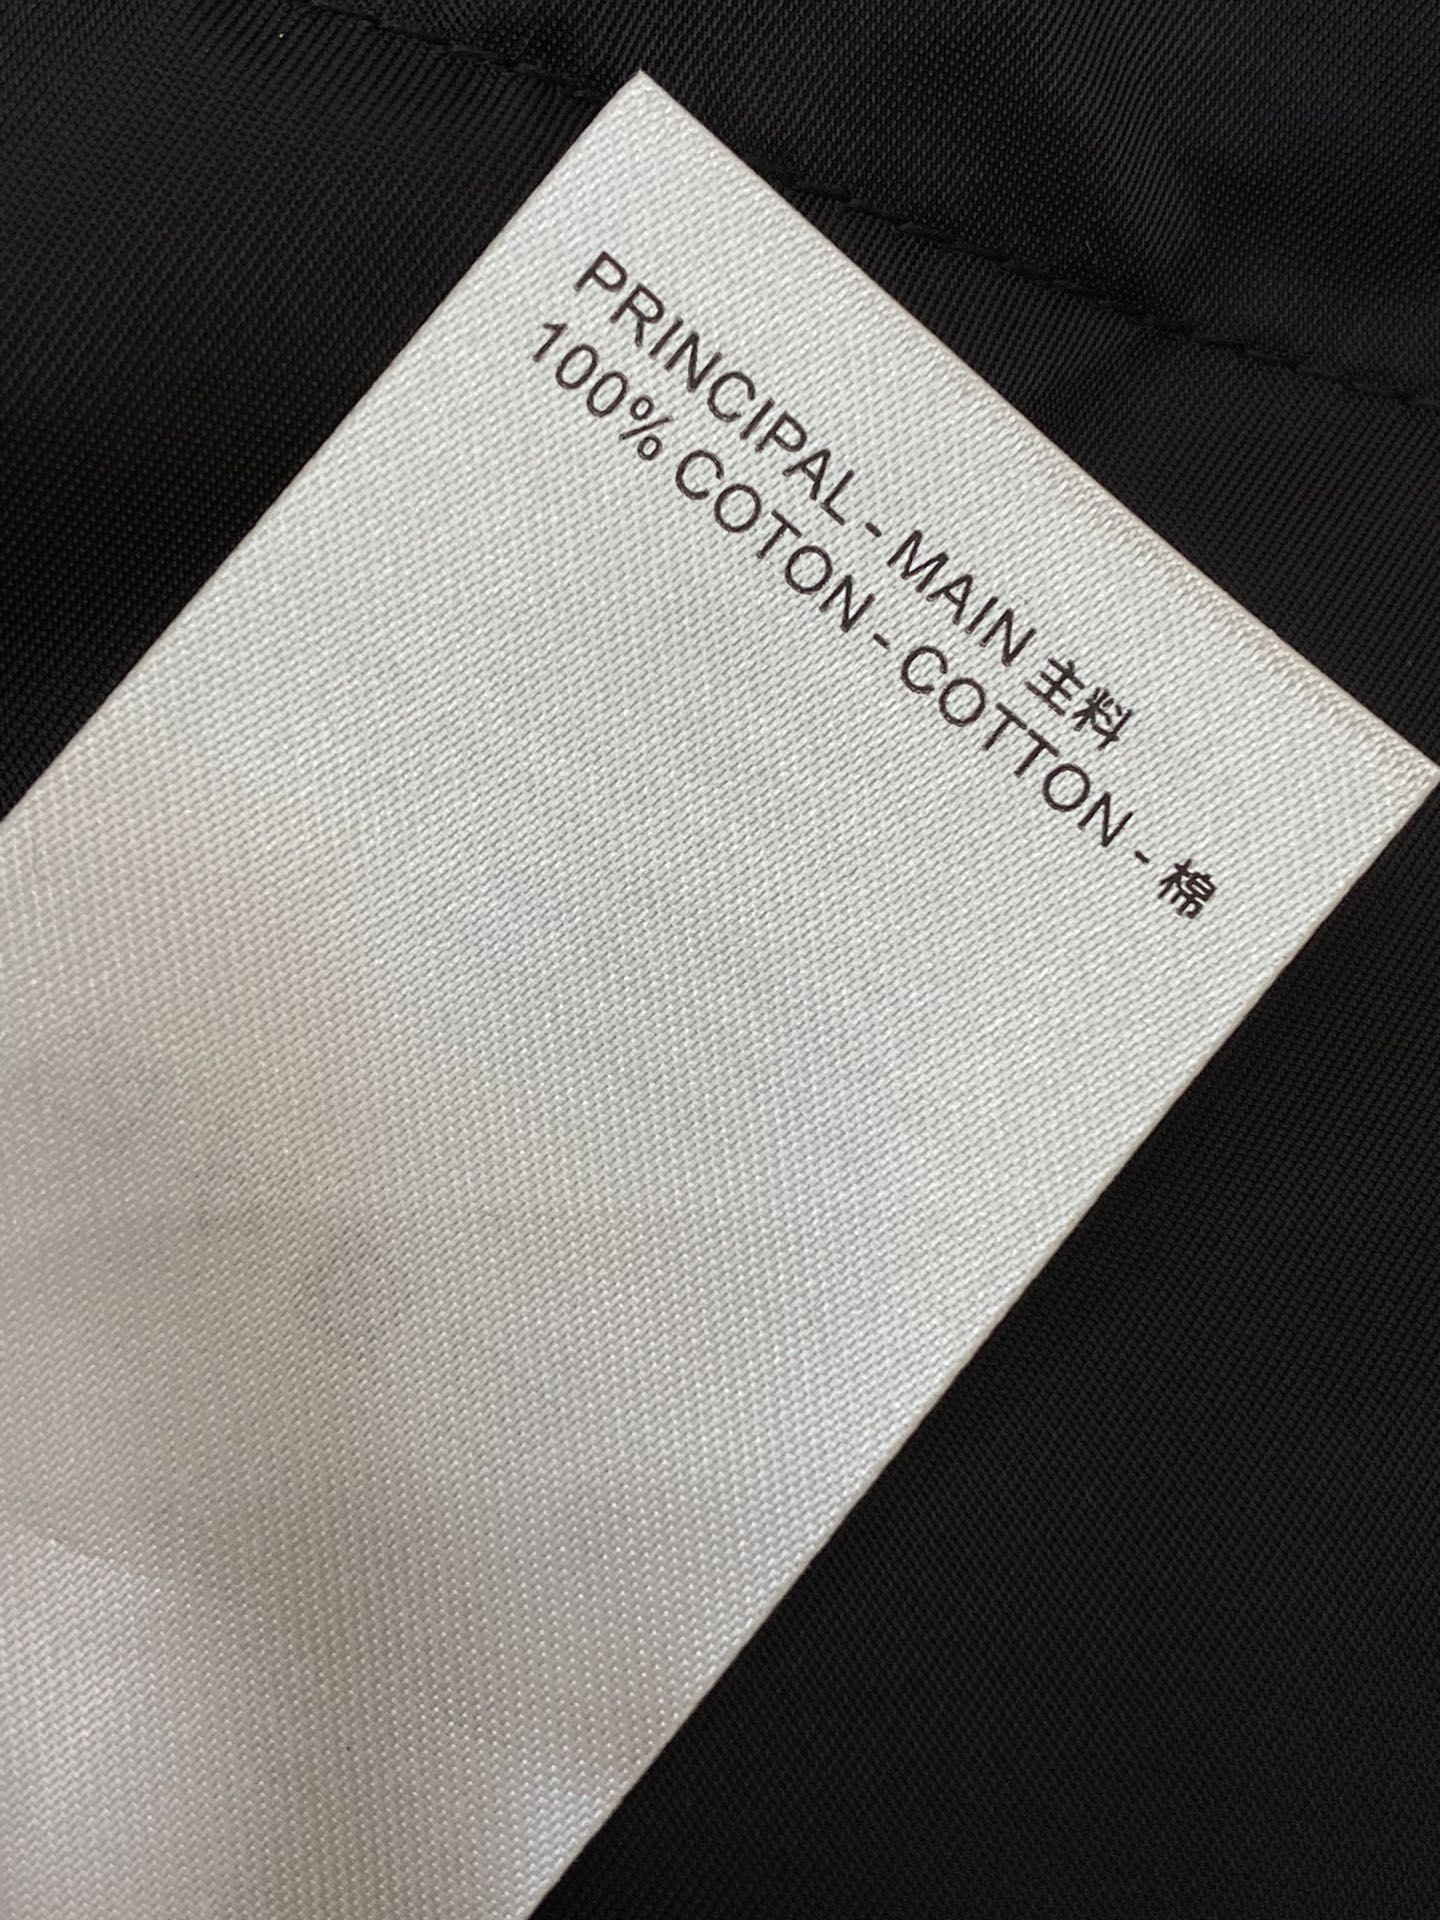 PRINCIPAL - MAIN 主料
100% COTON - COTTON - 棉